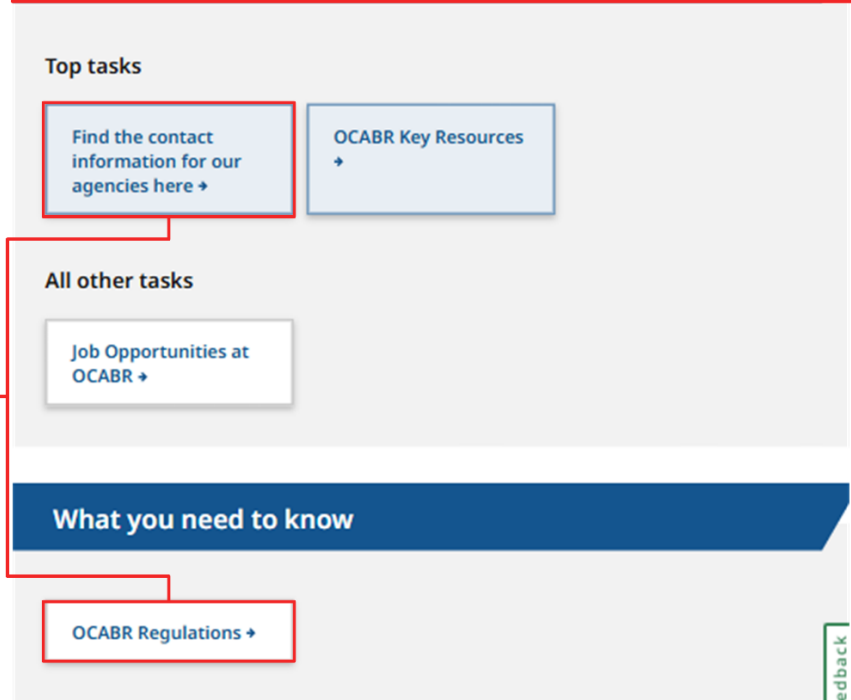 Top tasks
Find the contact
information for our
agencies here →
OCABR Key Resources
→
All other tasks
Job Opportunities at
OCABR →
What you need to know
OCABR Regulations →
edback